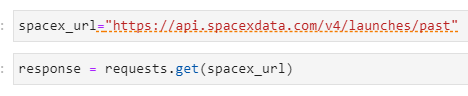 : spacex_url="https://api.spacexdata.com/v4/launches/past"
: response = requests.get(spacex_url)